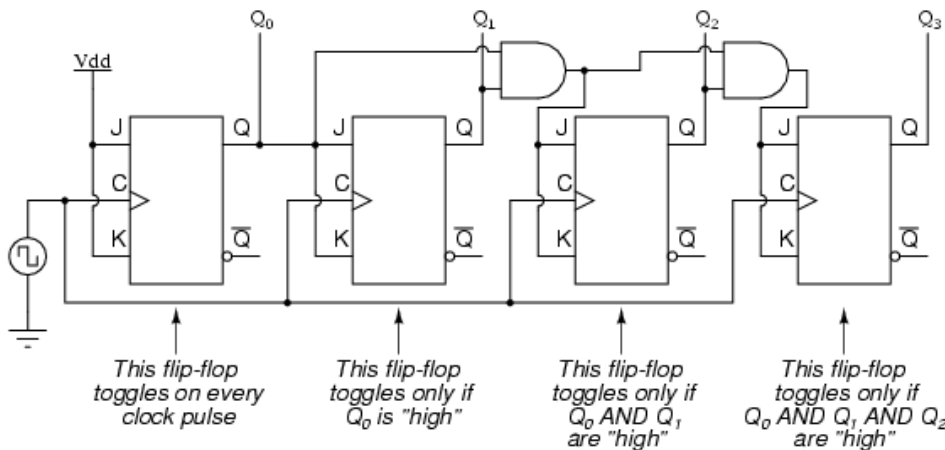 Q0 Q1 Q2 Q3
Vdd
J Q J Q J Q J Q
C C C C
K Q̅ K Q̅ K Q̅ K Q̅
This flip-flop
toggles on every
clock pulse
This flip-flop
toggles only if
Q0 is "high"
This flip-flop
toggles only if
Q0 AND Q1
are "high"
This flip-flop
toggles only if
Q0 AND Q1 AND Q2
are "high"